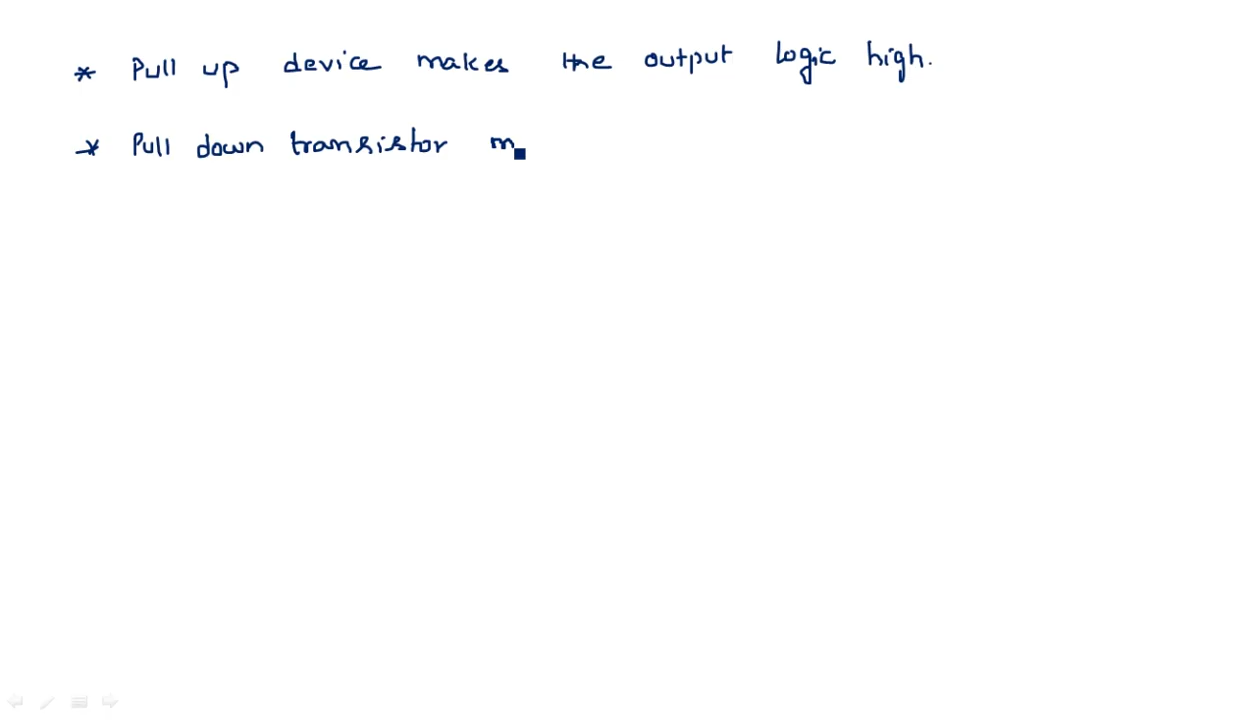 * Pull up device makes the output logic high.
* Pull down transistor m